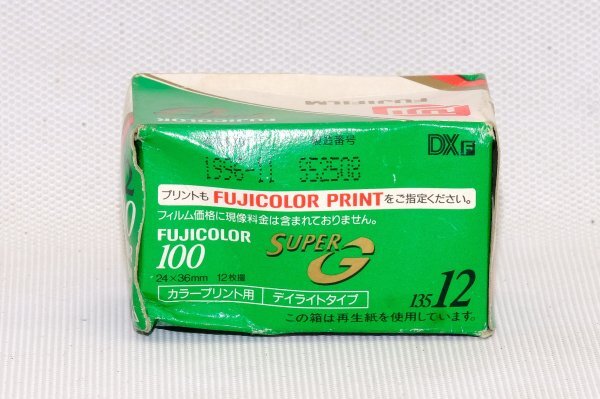 FUJIFILM
FUJICOLOR
番号
DXF
1996-11 952508
プリントも FUJICOLOR PRINT をご指定ください。
フィルム価格に現像料金は含まれておりません。
FUJICOLOR
100
SUPER G
24×36mm 12枚撮
カラープリント用 デイライトタイプ
135 12
この箱は再生紙を使用しています。